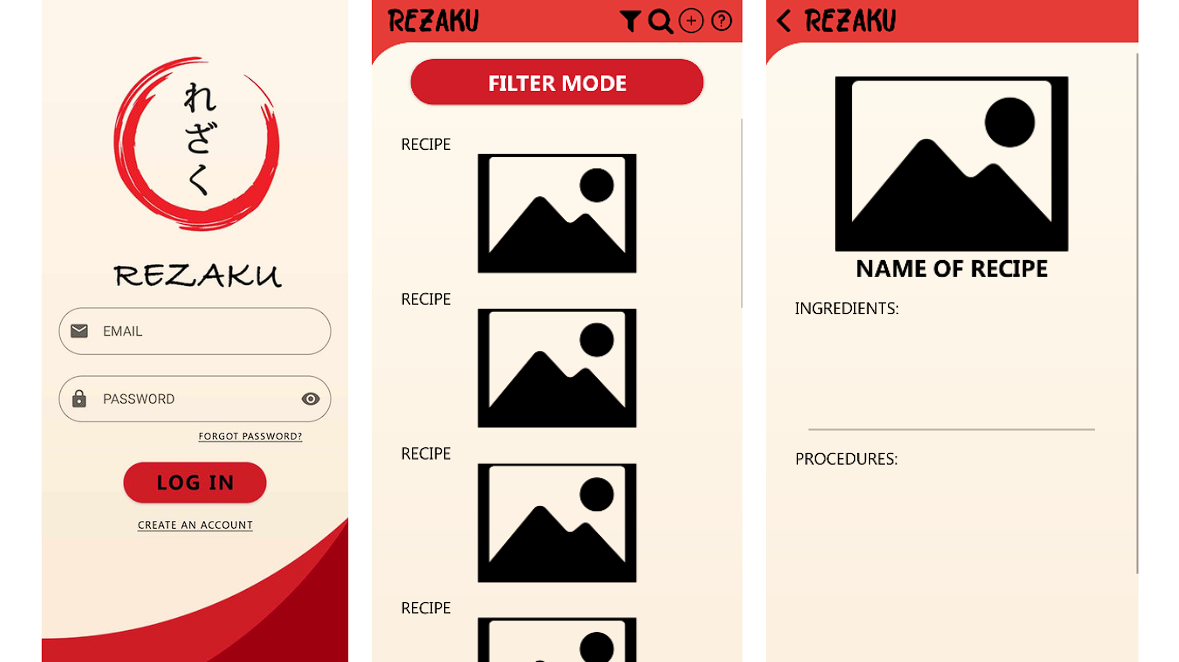 れざく
REZAKU
EMAIL
PASSWORD
FORGOT PASSWORD?
LOG IN
CREATE AN ACCOUNT
REZAKU
FILTER MODE
RECIPE
RECIPE
RECIPE
RECIPE
REZAKU
NAME OF RECIPE
INGREDIENTS:
PROCEDURES: